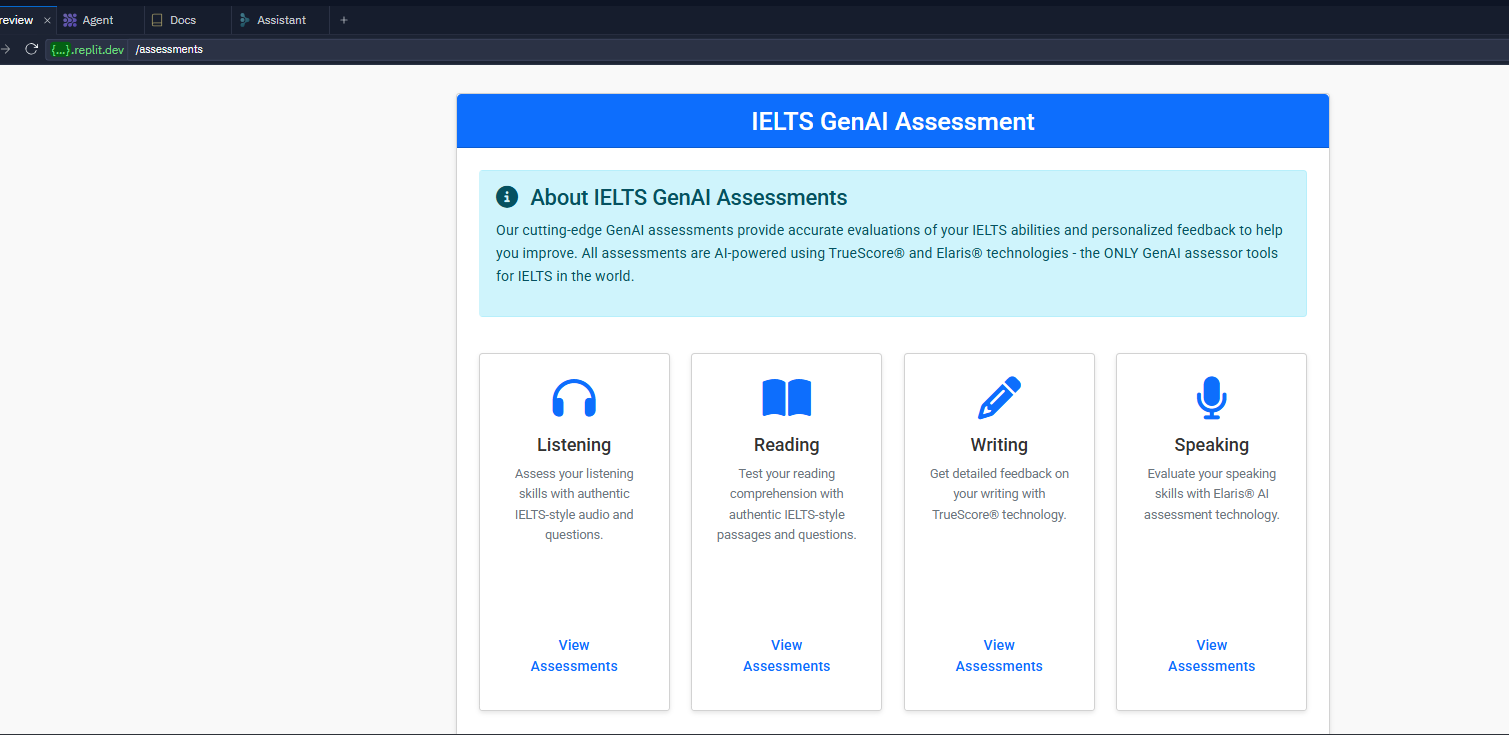 review × Agent Docs Assistant +
{...}.replit.dev /assessments
IELTS GenAI Assessment
About IELTS GenAI Assessments
Our cutting-edge GenAI assessments provide accurate evaluations of your IELTS abilities and personalized feedback to help
you improve. All assessments are AI-powered using TrueScore® and Elaris® technologies - the ONLY GenAI assessor tools
for IELTS in the world.
Listening
Assess your listening
skills with authentic
IELTS-style audio and
questions.
View
Assessments
Reading
Test your reading
comprehension with
authentic IELTS-style
passages and questions.
View
Assessments
Writing
Get detailed feedback on
your writing with
TrueScore® technology.
View
Assessments
Speaking
Evaluate your speaking
skills with Elaris® AI
assessment technology.
View
Assessments